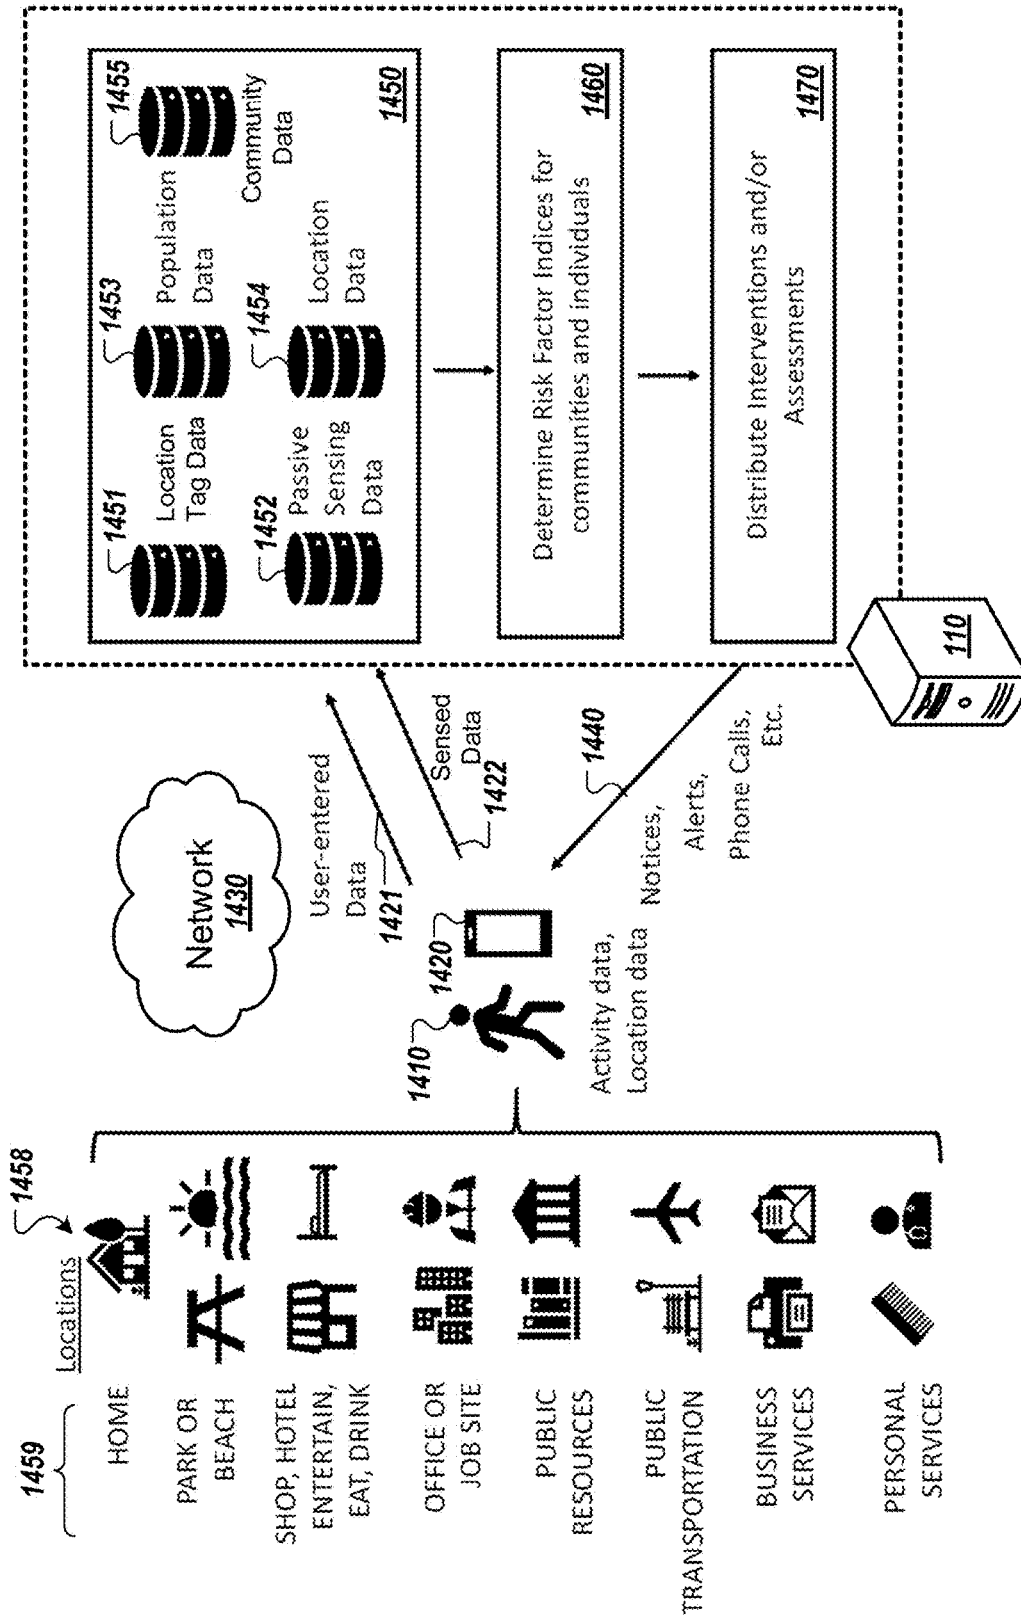 1459
Locations
1458
HOME
PARK OR
BEACH
SHOP, HOTEL
ENTERTAIN,
EAT, DRINK
OFFICE OR
JOB SITE
PUBLIC
RESOURCES
PUBLIC
TRANSPORTATION
BUSINESS
SERVICES
PERSONAL
SERVICES
Network
1430
1410
1420
Activity data,
Location data
User-entered
Data
1421
Sensed
Data
1422
1440
Notices,
Alerts,
Phone Calls,
Etc.
1451
Location
Tag Data
1453
Population
Data
1455
Community
Data
1452
Passive
Sensing
Data
1454
Location
Data
1450
Determine Risk Factor Indices for
communities and individuals
1460
Distribute Interventions and/or
Assessments
1470
110